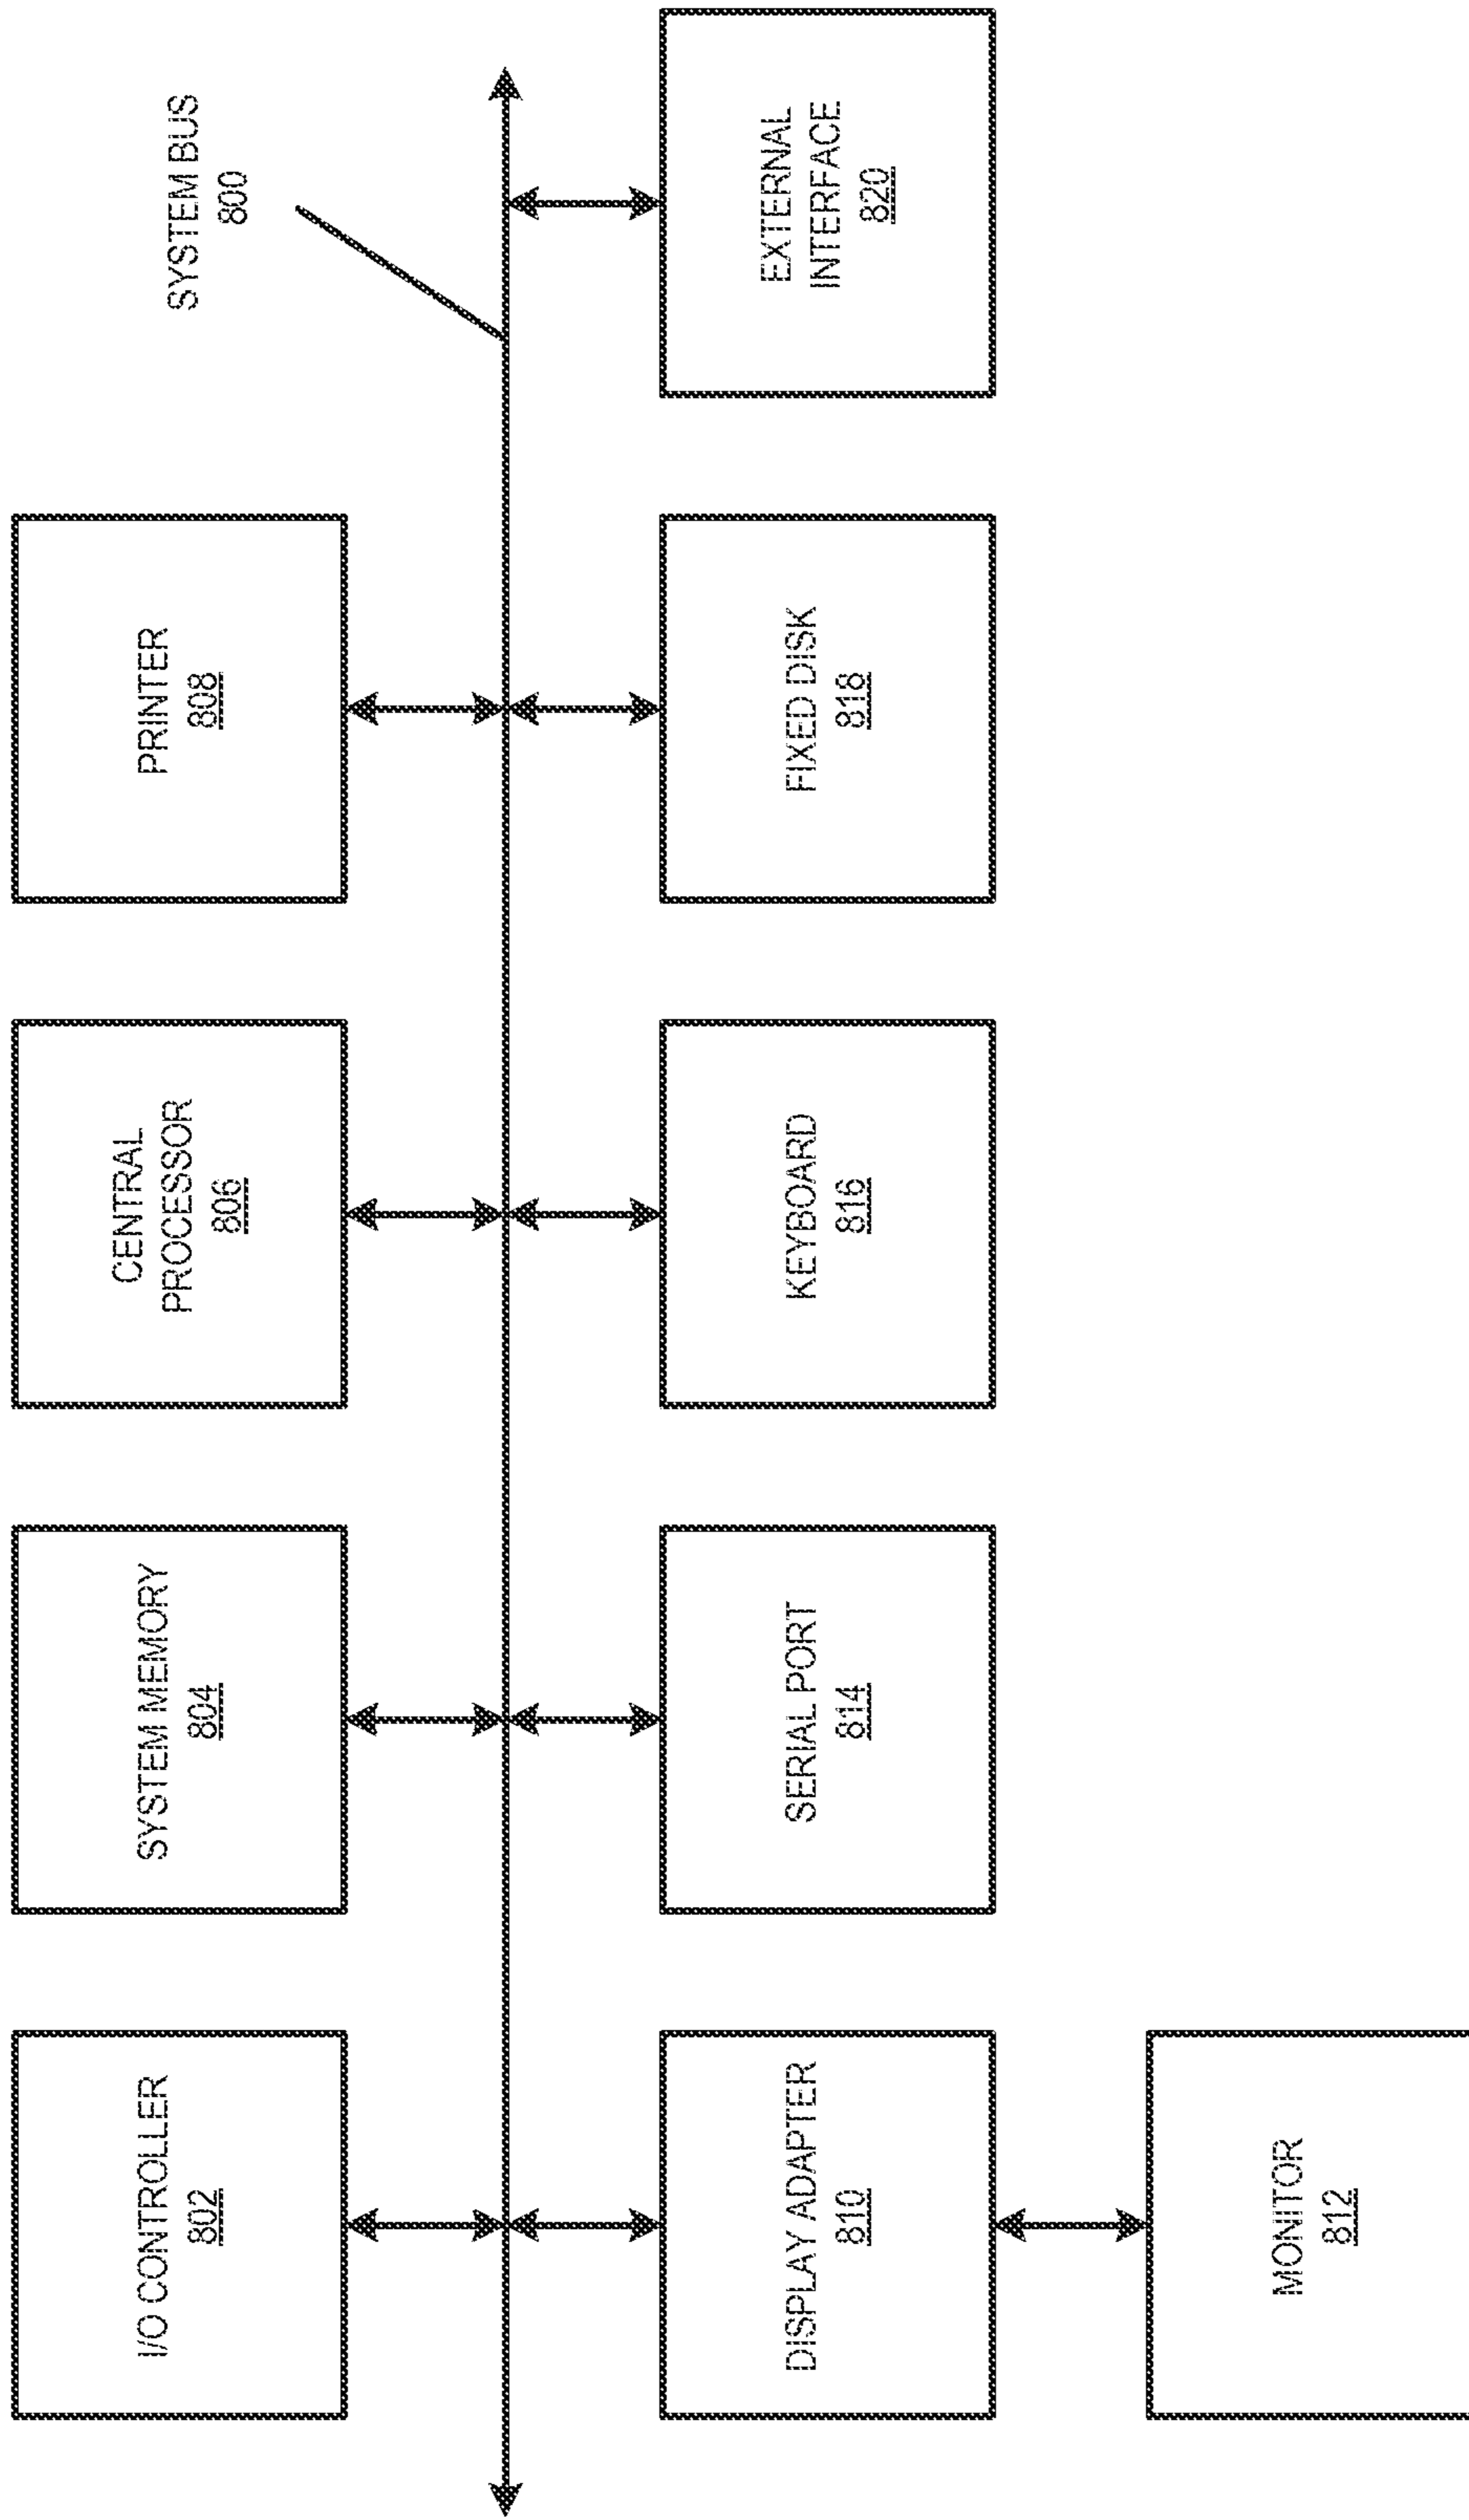 SYSTEM BUS
800
I/O CONTROLLER
802
SYSTEM MEMORY
804
CENTRAL
PROCESSOR
806
PRINTER
808
DISPLAY ADAPTER
810
SERIAL PORT
814
KEYBOARD
816
FIXED DISK
818
EXTERNAL
INTERFACE
820
MONITOR
812